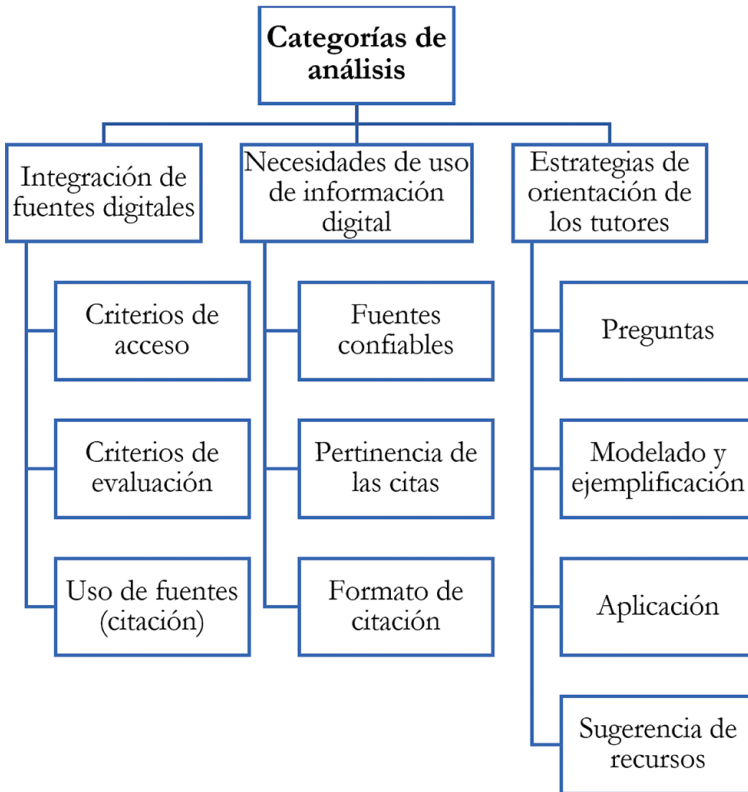 Categorías de
análisis
Integración de
fuentes digitales
Criterios de
acceso
Criterios de
evaluación
Uso de fuentes
(citación)
Necesidades de uso
de información
digital
Fuentes
confiables
Pertinencia de
las citas
Formato de
citación
Estrategias de
orientación de
los tutores
Preguntas
Modelado y
ejemplificación
Aplicación
Sugerencia de
recursos